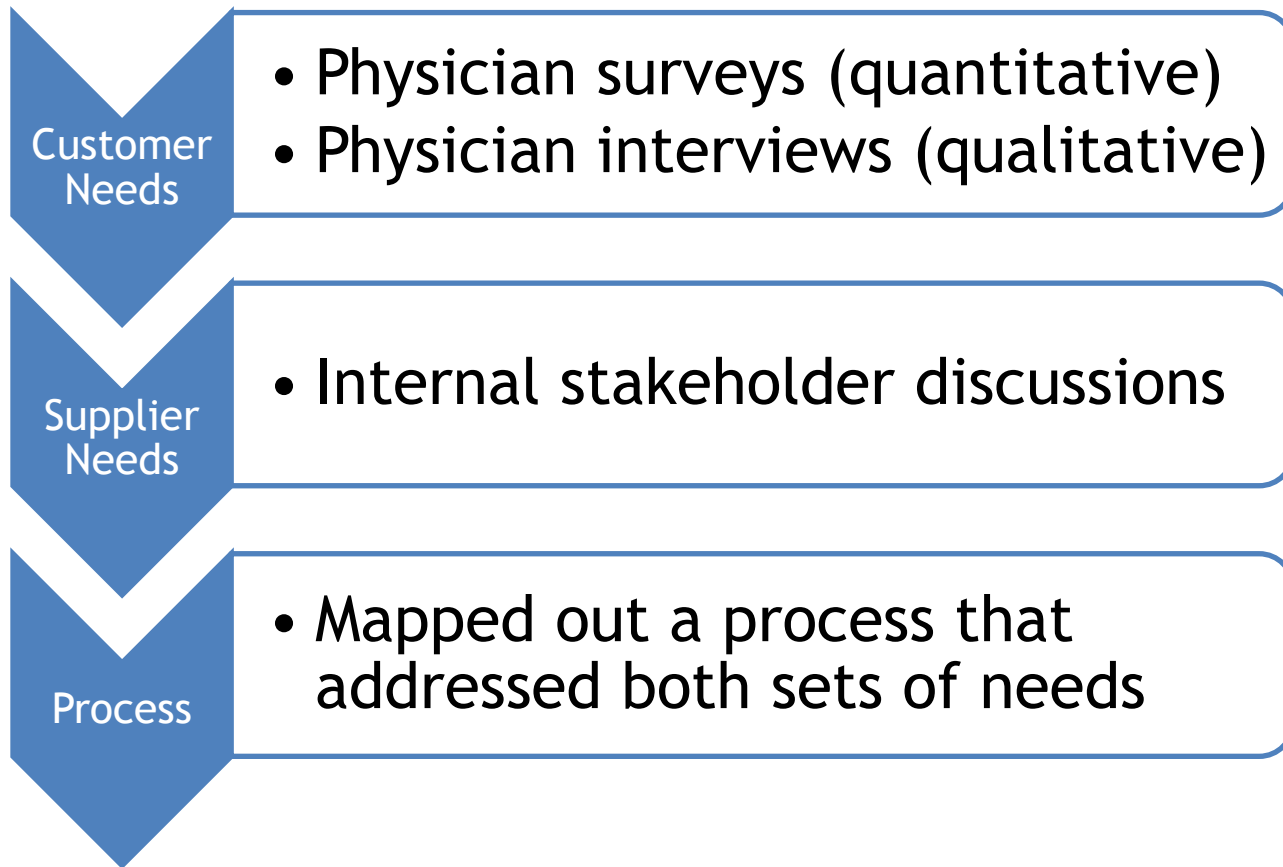 Customer
Needs
• Physician surveys (quantitative)
• Physician interviews (qualitative)
Supplier
Needs
• Internal stakeholder discussions
Process
• Mapped out a process that
addressed both sets of needs